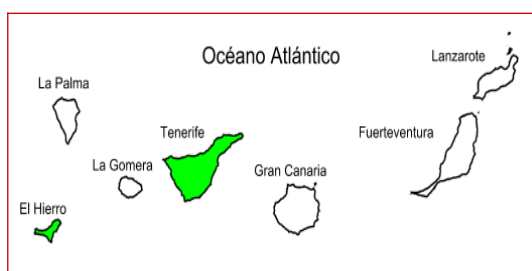 Océano Atlántico
Lanzarote
La Palma
Tenerife
Fuerteventura
La Gomera
Gran Canaria
El Hierro